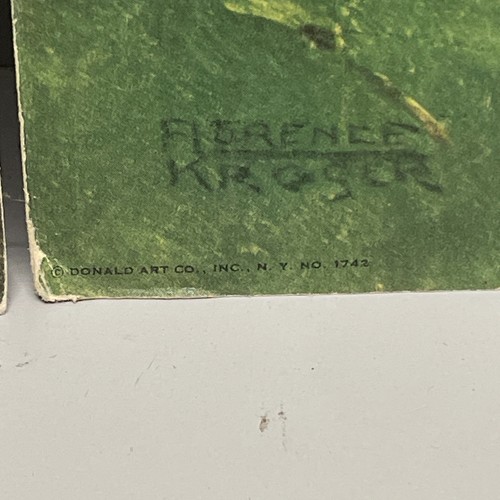 FLORENCE
KROGER
© DONALD ART CO., INC., N. Y. NO. 1742